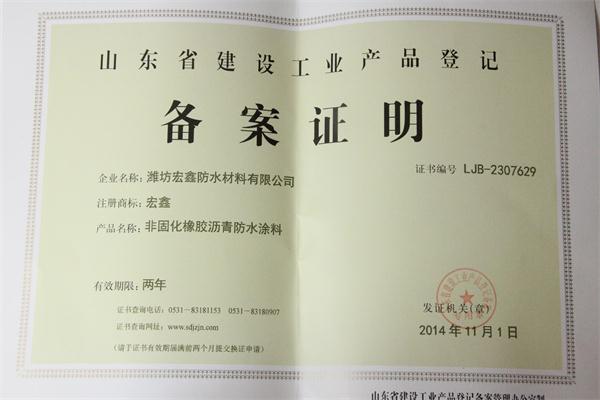 山东省建设工业产品登记
备案证明
证书编号 LJB-2307629
企业名称：潍坊宏鑫防水材料有限公司
注册商标：宏鑫
产品名称：非固化橡胶沥青防水涂料
有效期限：两年
证书查询电话：0531—83181153 0531—83180907
证书查询网址：www.sdjzjn.com
（请于证书有效期届满前两个月提交换证申请）
发证机关(章)
2014年11月1日
山东省建设工业产品登记备案管理办公室制